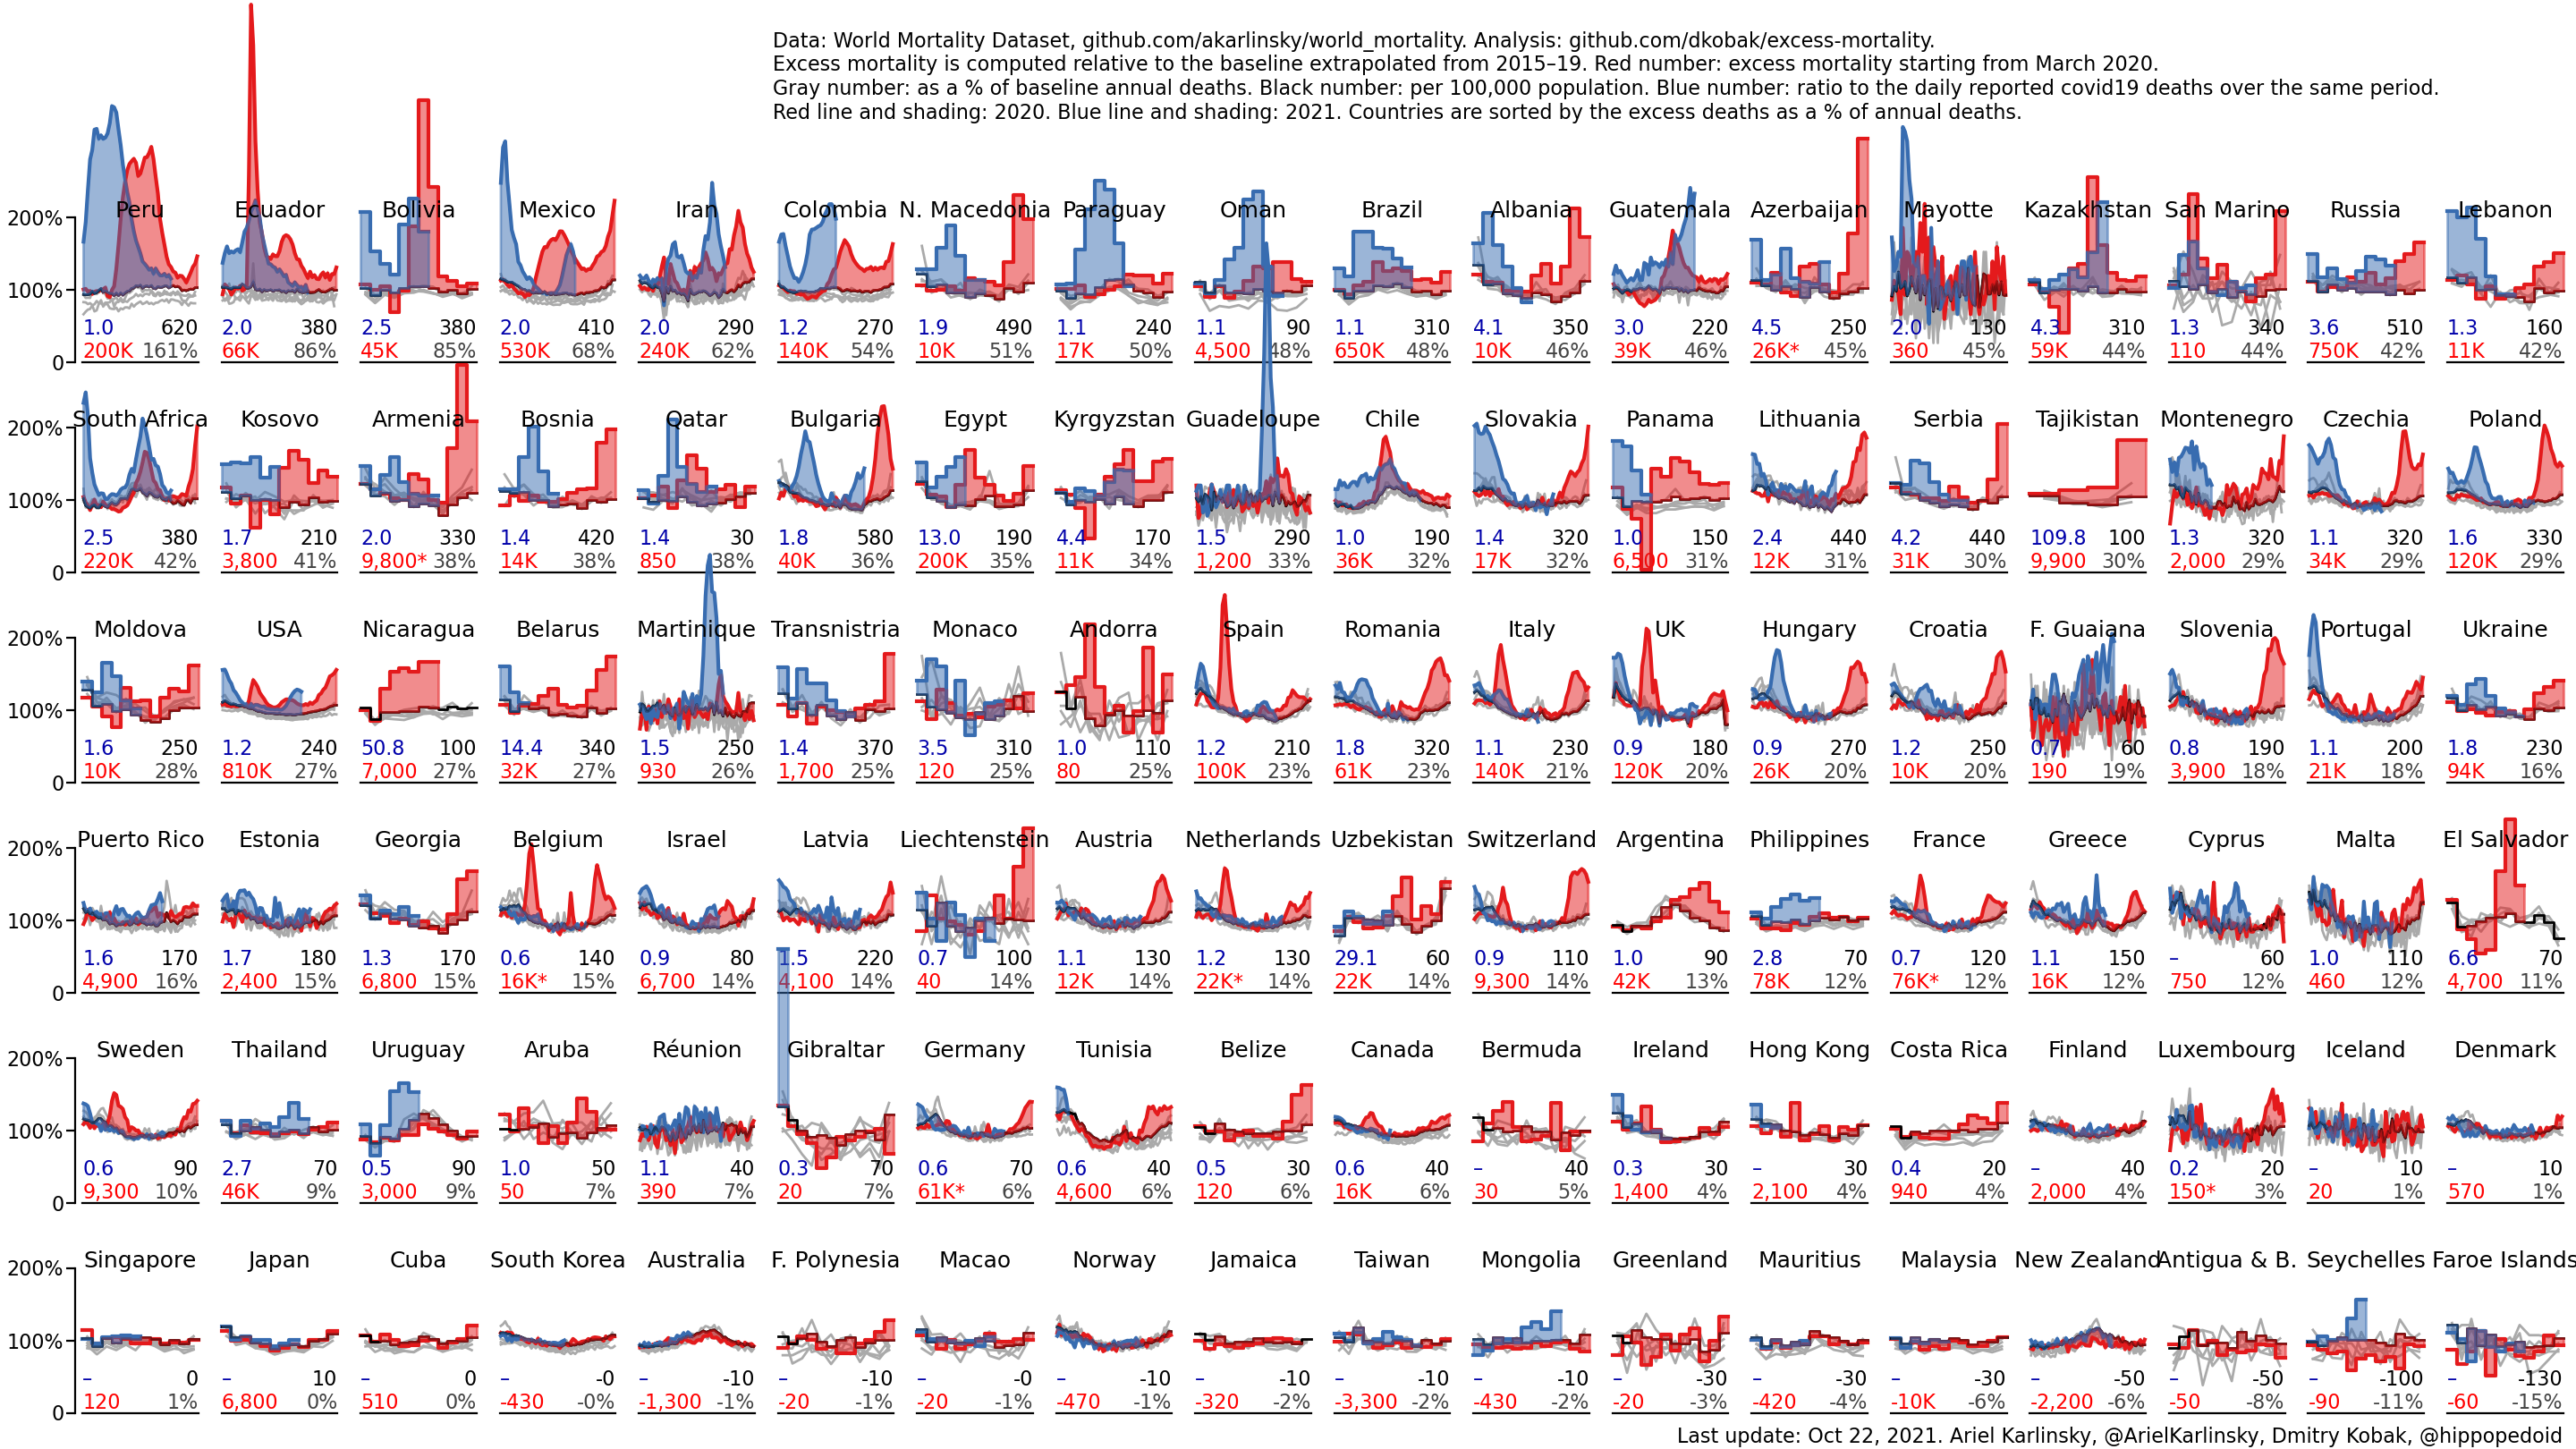 Data: World Mortality Dataset, github.com/akarlinsky/world_mortality. Analysis: github.com/dkobak/excess-mortality.
Excess mortality is computed relative to the baseline extrapolated from 2015–19. Red number: excess mortality starting from March 2020.
Gray number: as a % of baseline annual deaths. Black number: per 100,000 population. Blue number: ratio to the daily reported covid19 deaths over the same period.
Red line and shading: 2020. Blue line and shading: 2021. Countries are sorted by the excess deaths as a % of annual deaths.
Peru Ecuador Bolivia Mexico Iran Colombia N. Macedonia Paraguay Oman Brazil Albania Guatemala Azerbaijan Mayotte Kazakhstan San Marino Russia Lebanon
200%
100%
1.0 620 2.0 380 2.5 380 2.0 410 2.0 290 1.2 270 1.9 490 1.1 240 1.1 90 1.1 310 4.1 350 3.0 220 4.5 250 2.0 130 4.3 310 1.3 340 3.6 510 1.3 160
200K 161% 66K 86% 45K 85% 530K 68% 240K 62% 140K 54% 10K 51% 17K 50% 4,500 48% 650K 48% 10K 46% 39K 46% 26K* 45% 360 45% 59K 44% 110 44% 750K 42% 11K 42%
0
South Africa Kosovo Armenia Bosnia Qatar Bulgaria Egypt Kyrgyzstan Guadeloupe Chile Slovakia Panama Lithuania Serbia Tajikistan Montenegro Czechia Poland
200%
100%
2.5 380 1.7 210 2.0 330 1.4 420 1.4 30 1.8 580 13.0 190 4.4 170 1.5 290 1.0 190 1.4 320 1.0 150 2.4 440 4.2 440 109.8 100 1.3 320 1.1 320 1.6 330
220K 42% 3,800 41% 9,800* 38% 14K 38% 850 38% 40K 36% 200K 35% 11K 34% 1,200 33% 36K 32% 17K 32% 6,500 31% 12K 31% 31K 30% 9,900 30% 2,000 29% 34K 29% 120K 29%
0
Moldova USA Nicaragua Belarus Martinique Transnistria Monaco Andorra Spain Romania Italy UK Hungary Croatia F. Guaiana Slovenia Portugal Ukraine
200%
100%
1.6 250 1.2 240 50.8 100 14.4 340 1.5 250 1.4 370 3.5 310 1.0 110 1.2 210 1.8 320 1.1 230 0.9 180 0.9 270 1.2 250 0.7 60 0.8 190 1.1 200 1.8 230
10K 28% 810K 27% 7,000 27% 32K 27% 930 26% 1,700 25% 120 25% 80 25% 100K 23% 61K 23% 140K 21% 120K 20% 26K 20% 10K 20% 190 19% 3,900 18% 21K 18% 94K 16%
0
Puerto Rico Estonia Georgia Belgium Israel Latvia Liechtenstein Austria Netherlands Uzbekistan Switzerland Argentina Philippines France Greece Cyprus Malta El Salvador
200%
100%
1.6 170 1.7 180 1.3 170 0.6 140 0.9 80 1.5 220 0.7 100 1.1 130 1.2 130 29.1 60 0.9 110 1.0 90 2.8 70 0.7 120 1.1 150 – 60 1.0 110 6.6 70
4,900 16% 2,400 15% 6,800 15% 16K* 15% 6,700 14% 4,100 14% 40 14% 12K 14% 22K* 14% 22K 14% 9,300 14% 42K 13% 78K 12% 76K* 12% 16K 12% 750 12% 460 12% 4,700 11%
0
Sweden Thailand Uruguay Aruba Réunion Gibraltar Germany Tunisia Belize Canada Bermuda Ireland Hong Kong Costa Rica Finland Luxembourg Iceland Denmark
200%
100%
0.6 90 2.7 70 0.5 90 1.0 50 1.1 40 0.3 70 0.6 70 0.6 40 0.5 30 0.6 40 – 40 0.3 30 – 30 0.4 20 – 40 0.2 20 – 10 – 10
9,300 10% 46K 9% 3,000 9% 50 7% 390 7% 20 7% 61K* 6% 4,600 6% 120 6% 16K 6% 30 5% 1,400 4% 2,100 4% 940 4% 2,000 4% 150* 3% 20 1% 570 1%
0
Singapore Japan Cuba South Korea Australia F. Polynesia Macao Norway Jamaica Taiwan Mongolia Greenland Mauritius Malaysia New Zealand Antigua & B. Seychelles Faroe Islands
200%
100%
– 0 – 10 – 0 – -0 – -10 – -10 – -0 – -10 – -10 – -10 – -10 – -30 – -30 – -30 – -50 – -50 – -100 – -130
120 1% 6,800 0% 510 0% -430 -0% -1,300 -1% -20 -1% -20 -1% -470 -1% -320 -2% -3,300 -2% -430 -2% -20 -3% -420 -4% -10K -6% -2,200 -6% -50 -8% -90 -11% -60 -15%
0
Last update: Oct 22, 2021. Ariel Karlinsky, @ArielKarlinsky, Dmitry Kobak, @hippopedoid